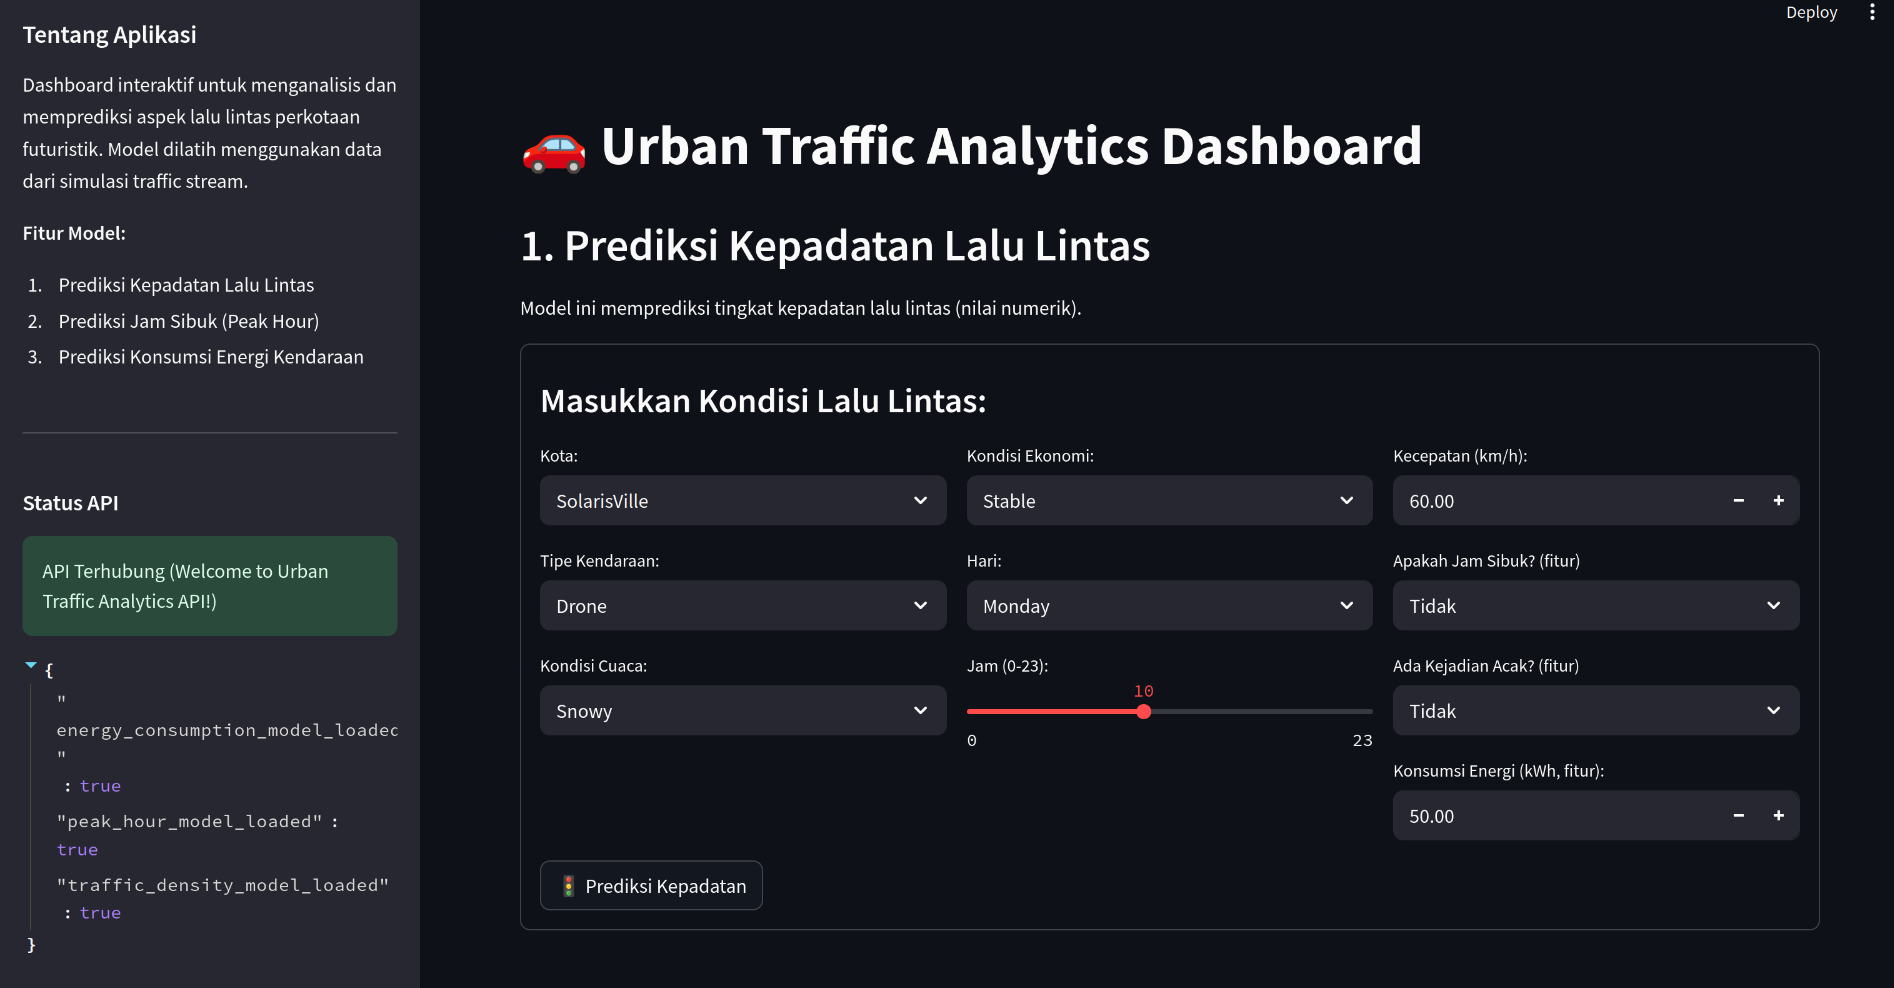 Tentang Aplikasi
Dashboard interaktif untuk menganalisis dan
memprediksi aspek lalu lintas perkotaan
futuristik. Model dilatih menggunakan data
dari simulasi traffic stream.
Fitur Model:
1. Prediksi Kepadatan Lalu Lintas
2. Prediksi Jam Sibuk (Peak Hour)
3. Prediksi Konsumsi Energi Kendaraan
Status API
API Terhubung (Welcome to Urban
Traffic Analytics API!)
{
"
energy_consumption_model_loaded
"
: true
"peak_hour_model_loaded" :
true
"traffic_density_model_loaded"
: true
}
Deploy
Urban Traffic Analytics Dashboard
1. Prediksi Kepadatan Lalu Lintas
Model ini memprediksi tingkat kepadatan lalu lintas (nilai numerik).
Masukkan Kondisi Lalu Lintas:
Kota:
SolarisVille
Tipe Kendaraan:
Drone
Kondisi Cuaca:
Snowy
Kondisi Ekonomi:
Stable
Hari:
Monday
Jam (0-23):
10
0 23
Kecepatan (km/h):
60.00 - +
Apakah Jam Sibuk? (fitur)
Tidak
Ada Kejadian Acak? (fitur)
Tidak
Konsumsi Energi (kWh, fitur):
50.00 - +
Prediksi Kepadatan